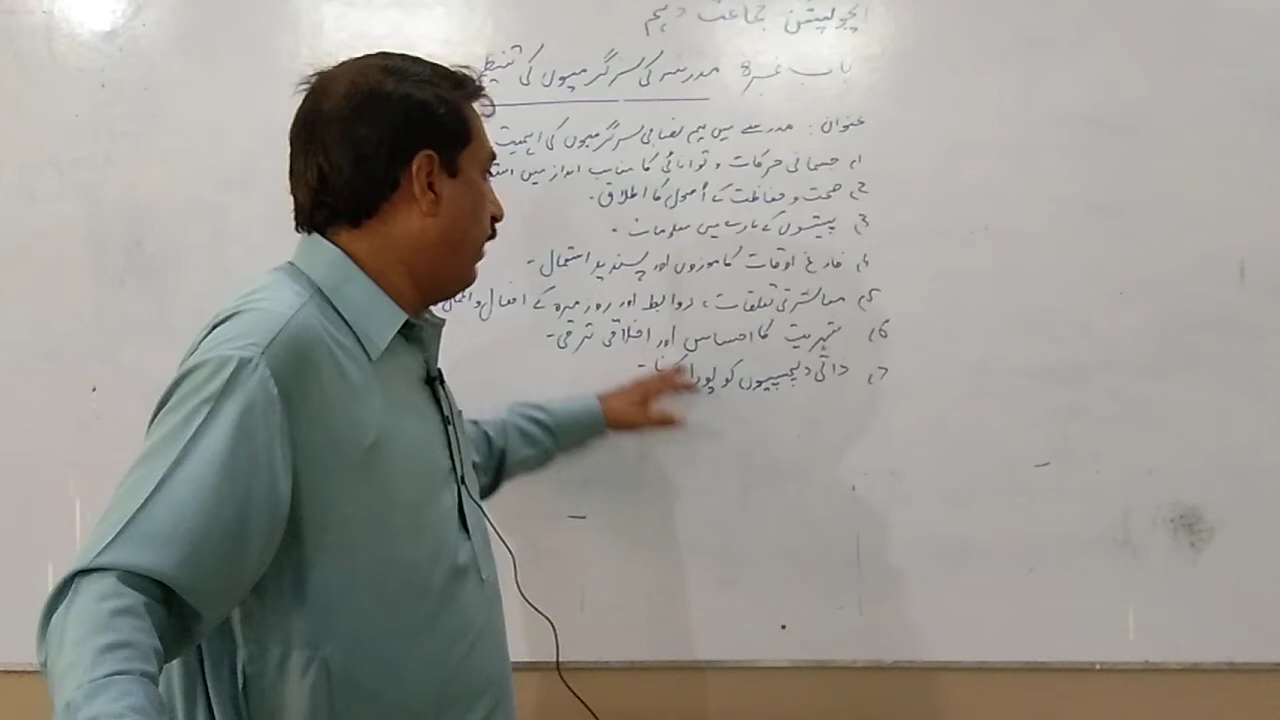 ایجوکیشن جماعت دہم
باب نمبر 8 مدرسہ کی سرگرمیوں کی تنظیم
عنوان: مدرسے میں ہم نصابی سرگرمیوں کی اہمیت
1, جسمانی حرکات و توانائی کا مناسب انداز میں
2, صحت و حفاظت کے اُصول کا اطلاق۔
3, پیشوں کے بارے میں معلومات۔
4, فارغ اوقات کا موزوں اور پسندیدہ استعمال۔
5, معاشرتی تعلقات، روابط اور روزمرہ کے افعال و اعمال
6, شہریت کا احساس اور اخلاقی ترقی۔
7, ذاتی دلچسپیوں کو پورا